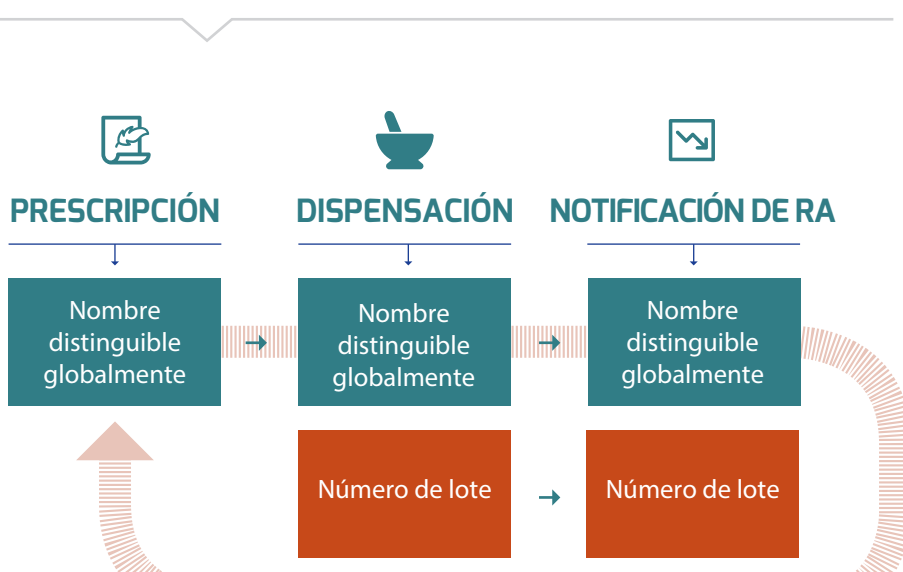 PRESCRIPCIÓN
DISPENSACIÓN
NOTIFICACIÓN DE RA
Nombre
distinguible
globalmente
Nombre
distinguible
globalmente
Nombre
distinguible
globalmente
Número de lote
Número de lote